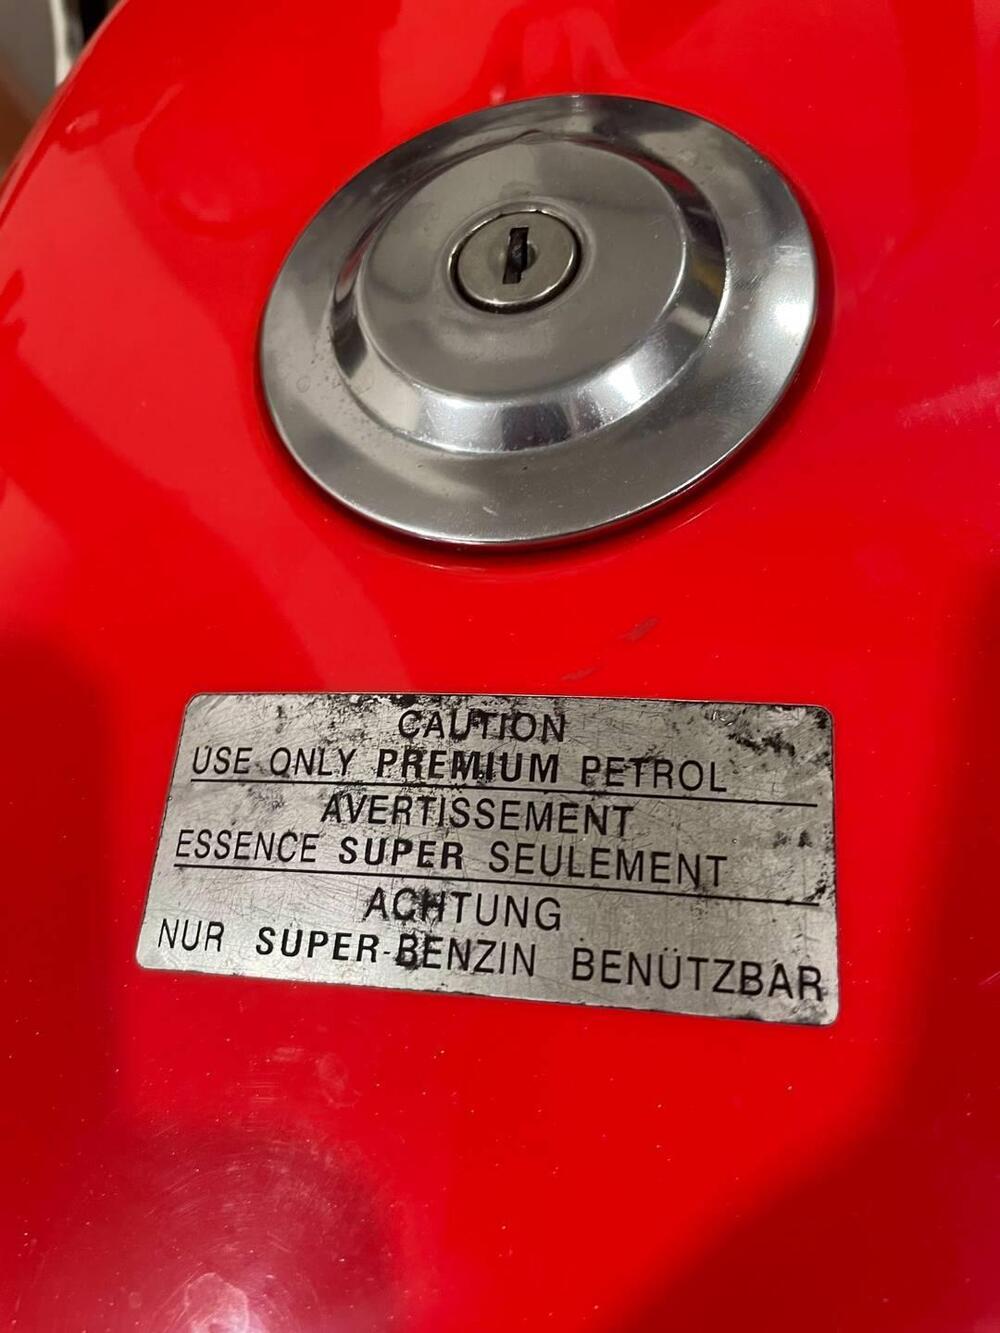 CAUTION
USE ONLY PREMIUM PETROL
AVERTISSEMENT
ESSENCE SUPER SEULEMENT
ACHTUNG
NUR SUPER-BENZIN BENÜTZBAR